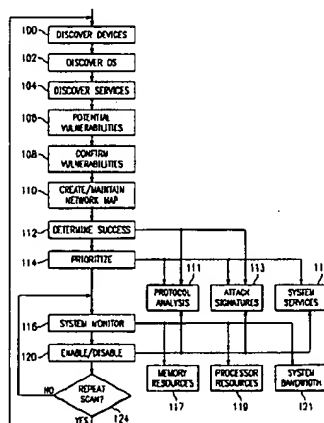 100
DISCOVER DEVICES
102
DISCOVER OS
104
DISCOVER SERVICES
106
POTENTIAL
VULNERABILITIES
108
CONFIRM
VULNERABILITIES
110
CREATE/MAINTAIN
NETWORK MAP
112
DETERMINE SUCCESS
114
PRIORITIZE
111
113
11
PROTOCOL
ANALYSIS
ATTACK
SIGNATURES
SYSTEM
SERVICES
SYSTEM MONITOR
120
ENABLE/DISABLE
NO
REPEAT
SCAN?
124
YES
MEMORY
RESOURCES
PROCESSOR
RESOURCES
SYSTEM
BANDWIDTH
117
119
121